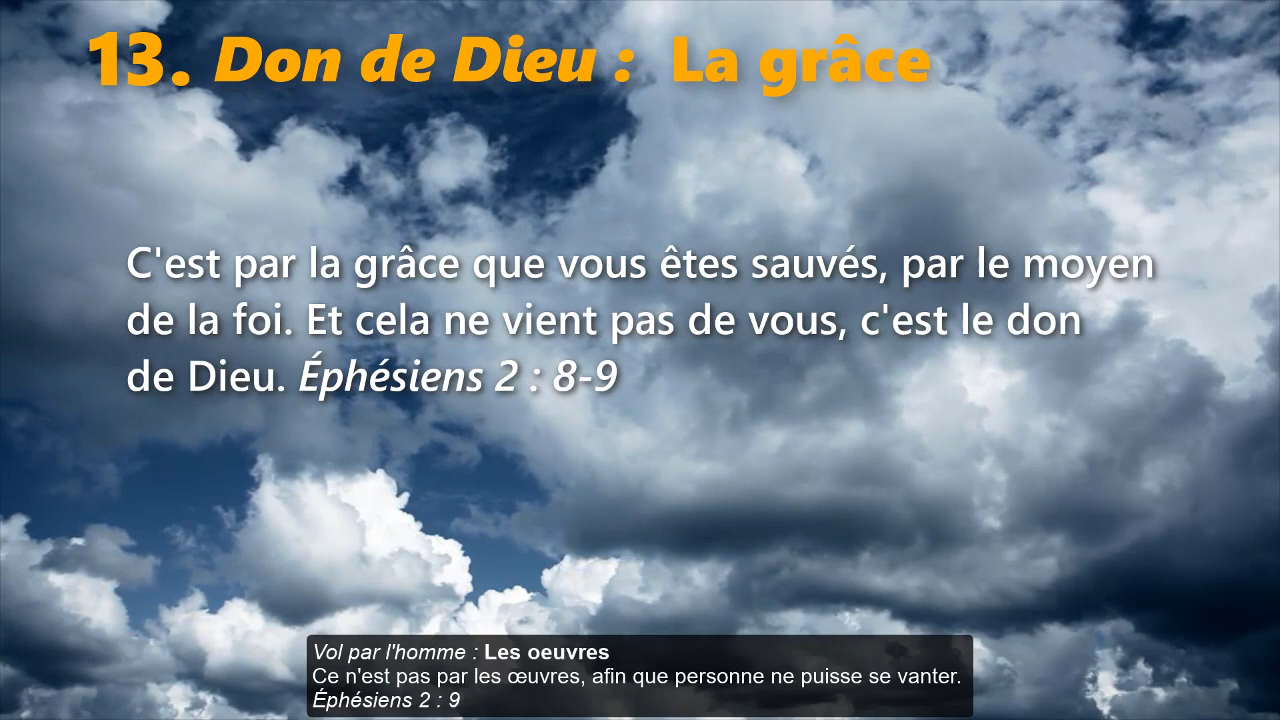 13. Don de Dieu : La grâce
C'est par la grâce que vous êtes sauvés, par le moyen
de la foi. Et cela ne vient pas de vous, c'est le don
de Dieu. Éphésiens 2 : 8-9
Vol par l'homme : Les oeuvres
Ce n'est pas par les œuvres, afin que personne ne puisse se vanter.
Éphésiens 2 : 9